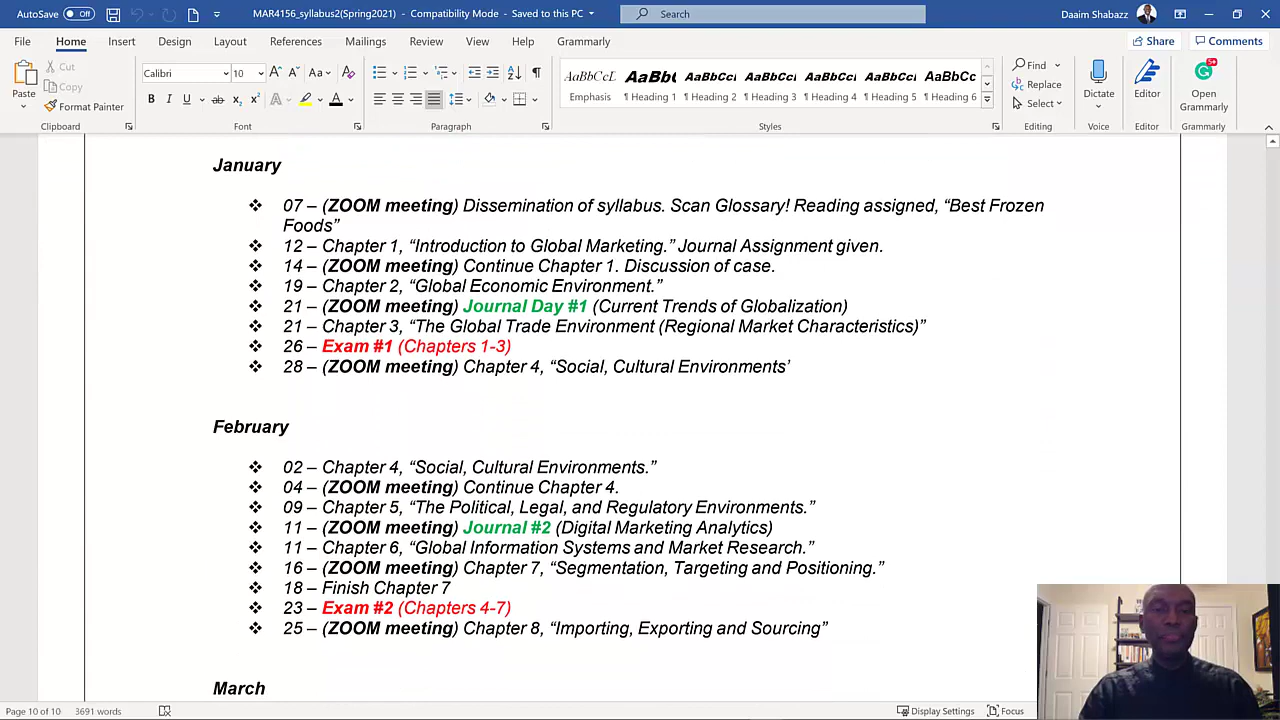 AutoSave Off MAR4156_syllabus2(Spring2021) - Compatibility Mode - Saved to this PC Search Daaim Shabazz
File Home Insert Design Layout References Mailings Review View Help Grammarly Share Comments
Paste Cut Copy Format Painter
Calibri 10
Clipboard Font Paragraph Styles Editing Voice Editor Grammarly
AaBbCcL AaBb( AaBbCc AaBbCc AaBbCc AaBbCc AaBbCc
Emphasis ¶ Heading 1 ¶ Heading 2 ¶ Heading 3 ¶ Heading 4 ¶ Heading 5 ¶ Heading 6
Find Replace Select
Dictate Editor Open Grammarly
January
❖ 07 – (ZOOM meeting) Dissemination of syllabus. Scan Glossary! Reading assigned, “Best Frozen
Foods”
❖ 12 – Chapter 1, “Introduction to Global Marketing.” Journal Assignment given.
❖ 14 – (ZOOM meeting) Continue Chapter 1. Discussion of case.
❖ 19 – Chapter 2, “Global Economic Environment.”
❖ 21 – (ZOOM meeting) Journal Day #1 (Current Trends of Globalization)
❖ 21 – Chapter 3, “The Global Trade Environment (Regional Market Characteristics)”
❖ 26 – Exam #1 (Chapters 1-3)
❖ 28 – (ZOOM meeting) Chapter 4, “Social, Cultural Environments’
February
❖ 02 – Chapter 4, “Social, Cultural Environments.”
❖ 04 – (ZOOM meeting) Continue Chapter 4.
❖ 09 – Chapter 5, “The Political, Legal, and Regulatory Environments.”
❖ 11 – (ZOOM meeting) Journal #2 (Digital Marketing Analytics)
❖ 11 – Chapter 6, “Global Information Systems and Market Research.”
❖ 16 – (ZOOM meeting) Chapter 7, “Segmentation, Targeting and Positioning.”
❖ 18 – Finish Chapter 7
❖ 23 – Exam #2 (Chapters 4-7)
❖ 25 – (ZOOM meeting) Chapter 8, “Importing, Exporting and Sourcing”
March
Page 10 of 10 3691 words Display Settings Focus